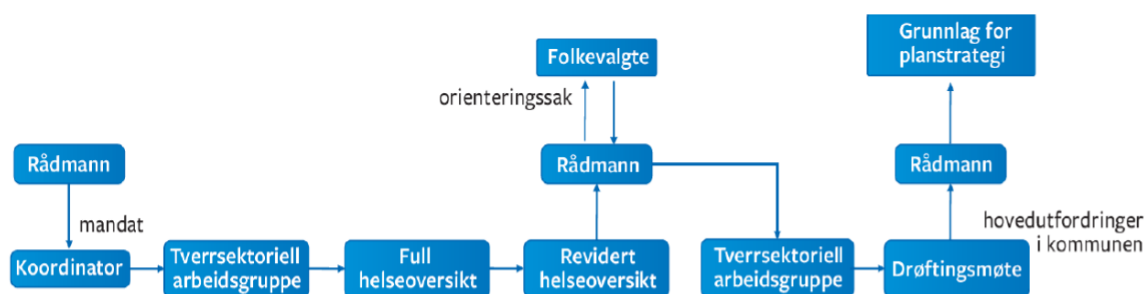 Grunnlag for
planstrategi
Folkevalgte
orienteringssak
Rådmann
Rådmann
Rådmann
mandat
hovedutfordringer
i kommunen
Koordinator
Tverrsektoriell
arbeidsgruppe
Full
helseoversikt
Revidert
helseoversikt
Tverrsektoriell
arbeidsgruppe
Drøftingsmøte